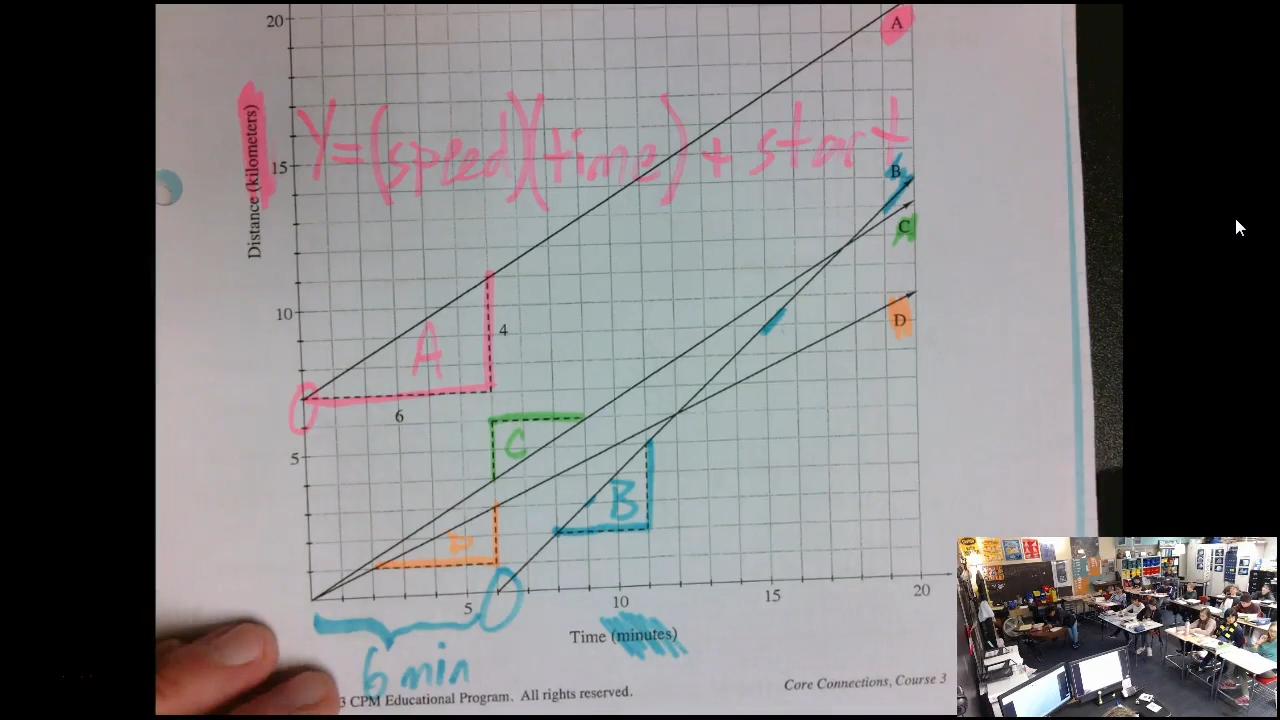 20
A
Y=(speed)(time) + start
15
B
Distance (kilometers)
C
10
A
4
D
6
C
5
B
D
5
10
15
20
Time (minutes)
6 min
3 CPM Educational Program. All rights reserved.
Core Connections, Course 3